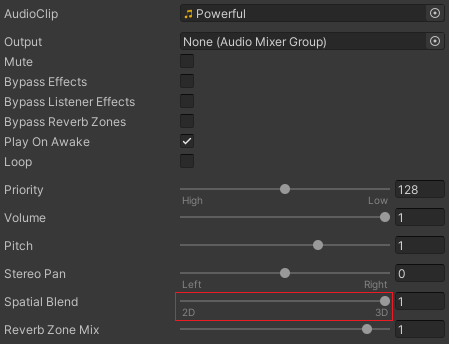 AudioClip Powerful
Output None (Audio Mixer Group)
Mute
Bypass Effects
Bypass Listener Effects
Bypass Reverb Zones
Play On Awake
Loop
Priority 128
High Low
Volume 1
Pitch 1
Stereo Pan 0
Left Right
Spatial Blend 1
2D 3D
Reverb Zone Mix 1